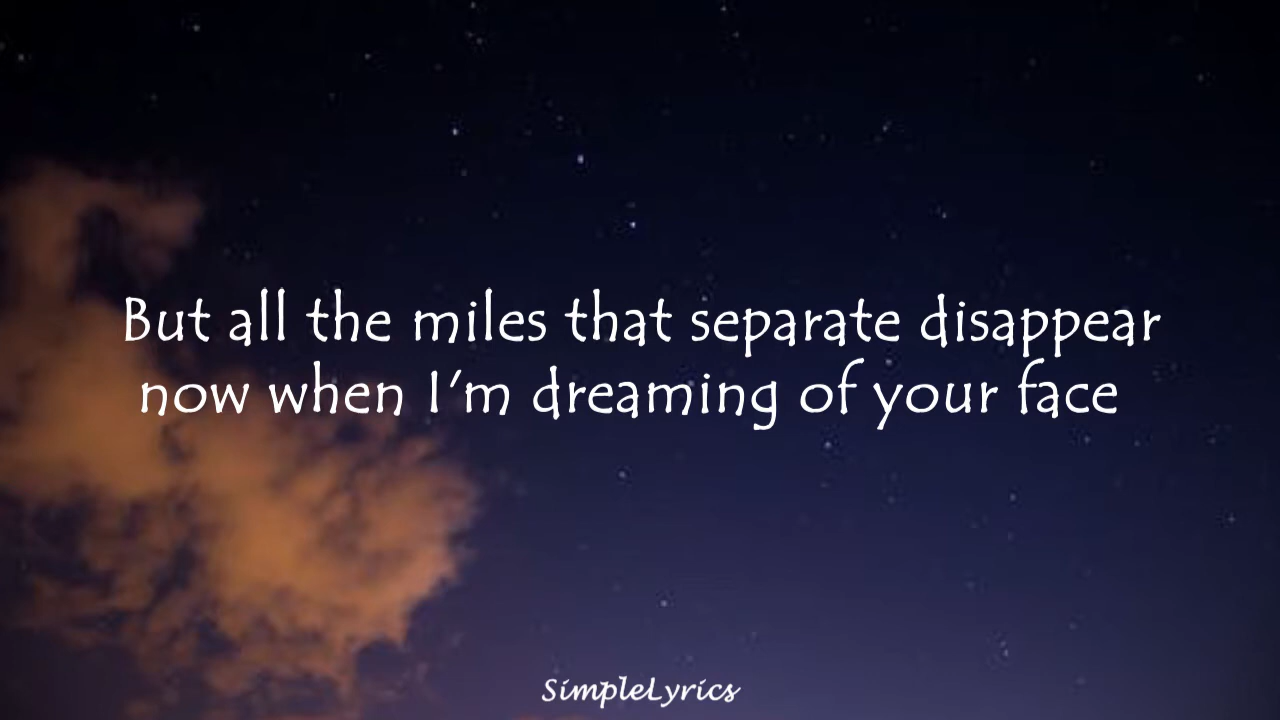 But all the miles that separate disappear
now when I'm dreaming of your face
SimpleLyrics